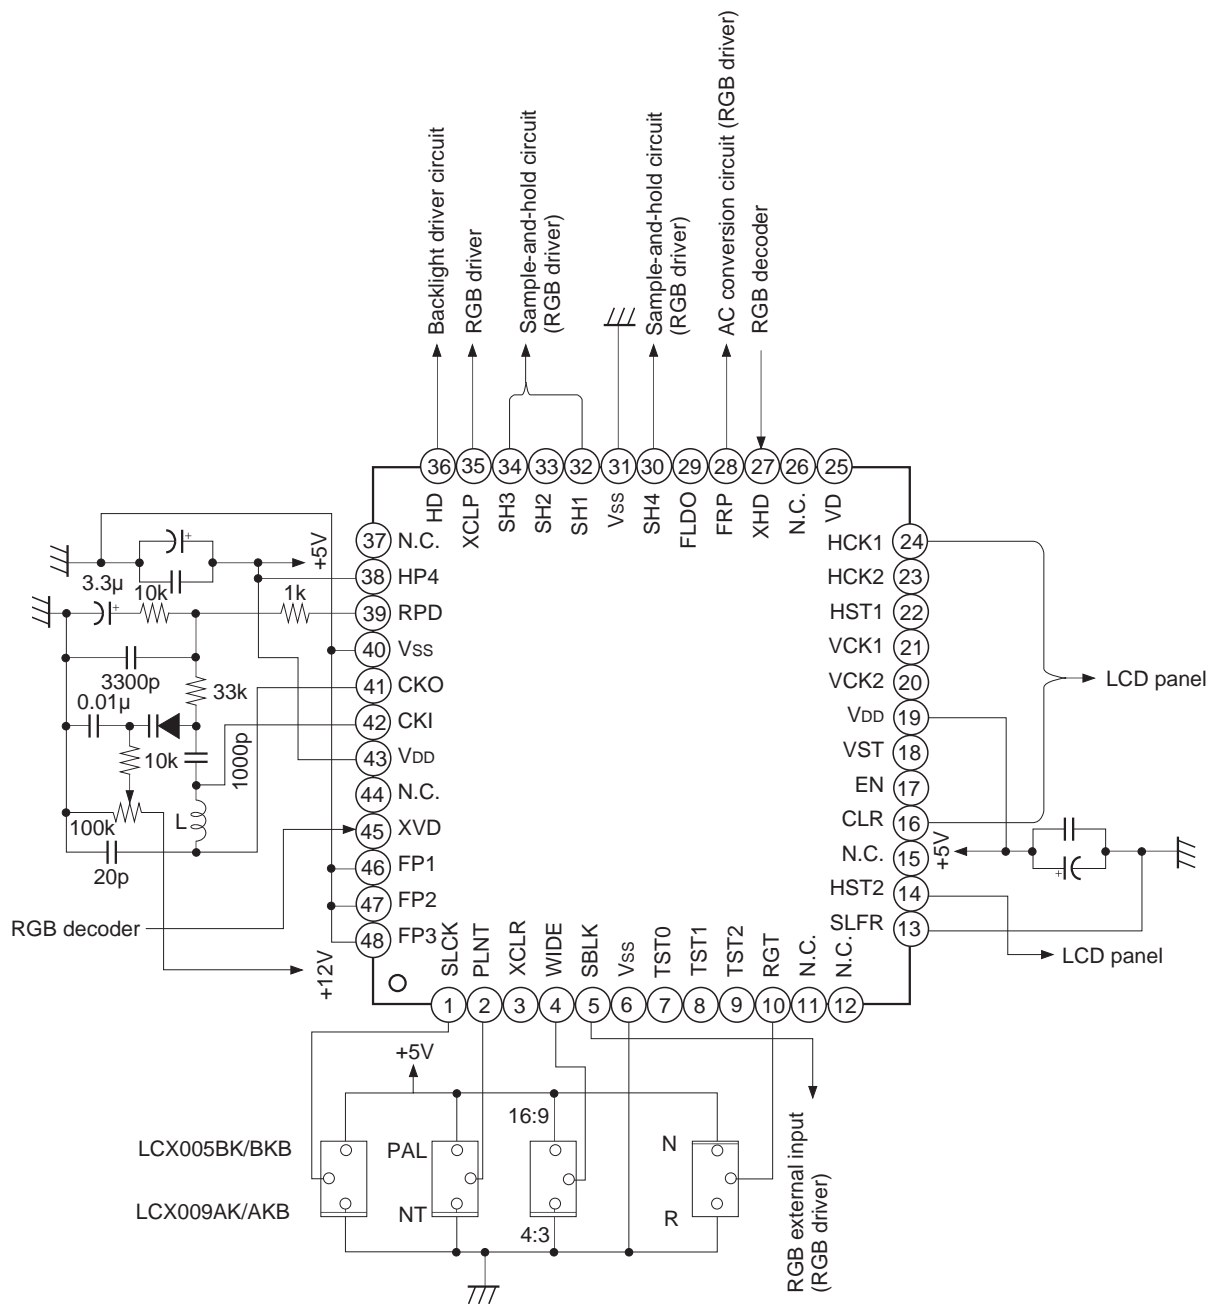 Backlight driver circuit
RGB driver
Sample-and-hold circuit
(RGB driver)
Sample-and-hold circuit
(RGB driver)
AC conversion circuit (RGB driver)
RGB decoder
36 35 34 33 32 31 30 29 28 27 26 25
HD XCLP SH3 SH2 SH1 Vss SH4 FLDO FRP XHD N.C. VD
37 N.C.
38 HP4
39 RPD
40 Vss
41 CKO
42 CKI
43 VDD
44 N.C.
45 XVD
46 FP1
47 FP2
48 FP3
HCK1 24
HCK2 23
HST1 22
VCK1 21
VCK2 20
VDD 19
VST 18
EN 17
CLR 16
N.C. 15
HST2 14
SLFR 13
+
+5V
3.3µ
+
10k
1k
3300p
33k
0.01µ
10k
1000p
100k
L
20p
RGB decoder
+12V
LCD panel
+5V
+
LCD panel
SLCK PLNT XCLR WIDE SBLK Vss TST0 TST1 TST2 RGT N.C. N.C.
1 2 3 4 5 6 7 8 9 10 11 12
+5V
16:9
LCX005BK/BKB
PAL
N
LCX009AK/AKB
NT
R
4:3
RGB external input
(RGB driver)